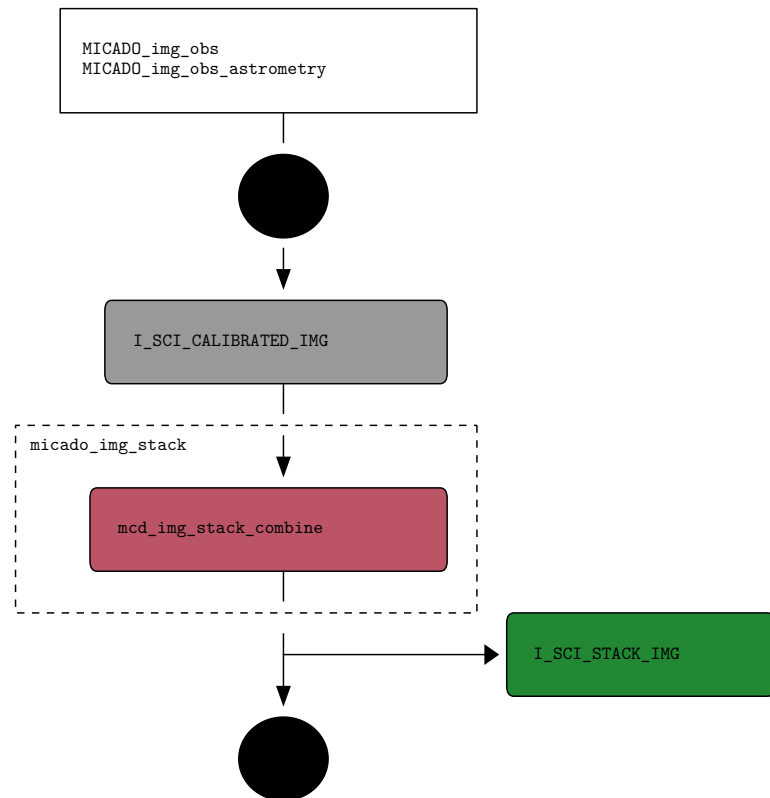 MICADO_img_obs
MICADO_img_obs_astrometry
I_SCI_CALIBRATED_IMG
micado_img_stack
mcd_img_stack_combine
I_SCI_STACK_IMG